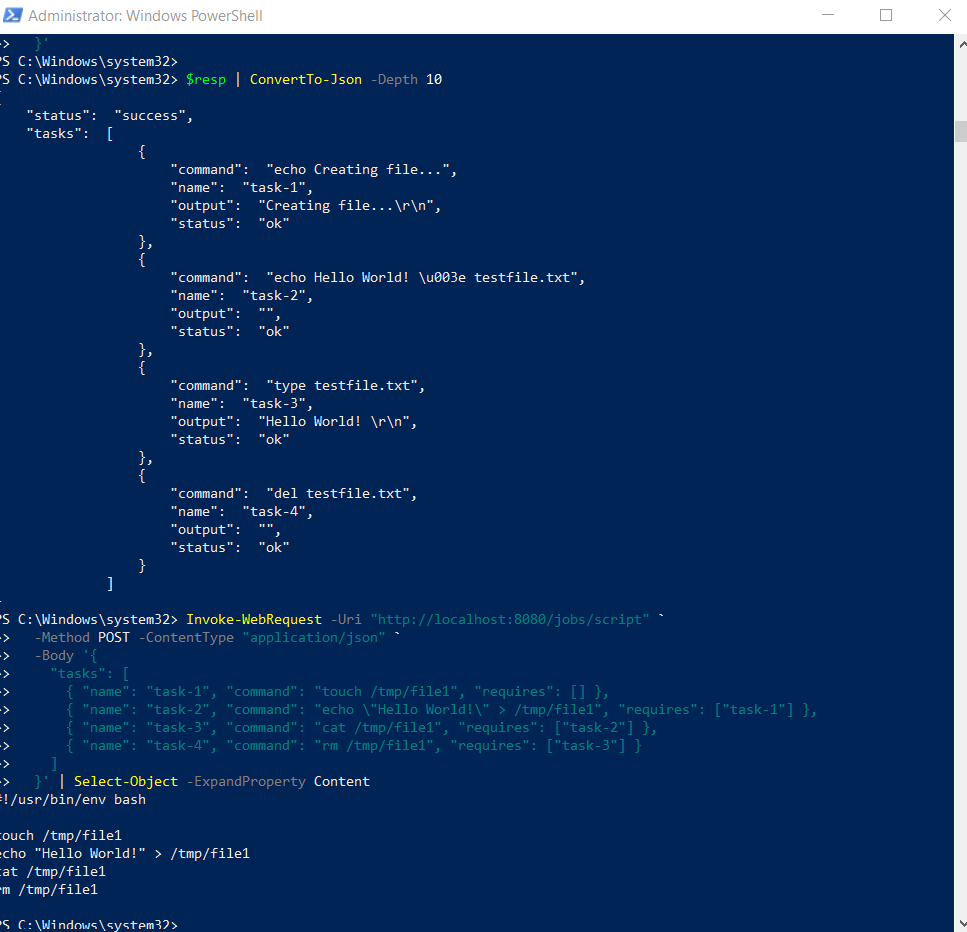 Administrator: Windows PowerShell
>   }'
PS C:\Windows\system32>
PS C:\Windows\system32> $resp | ConvertTo-Json -Depth 10
    "status":  "success",
    "tasks":  [
                  {
                      "command":  "echo Creating file...",
                      "name":  "task-1",
                      "output":  "Creating file...\r\n",
                      "status":  "ok"
                  },
                  {
                      "command":  "echo Hello World! \u003e testfile.txt",
                      "name":  "task-2",
                      "output":  "",
                      "status":  "ok"
                  },
                  {
                      "command":  "type testfile.txt",
                      "name":  "task-3",
                      "output":  "Hello World! \r\n",
                      "status":  "ok"
                  },
                  {
                      "command":  "del testfile.txt",
                      "name":  "task-4",
                      "output":  "",
                      "status":  "ok"
                  }
              ]
PS C:\Windows\system32> Invoke-WebRequest -Uri "http://localhost:8080/jobs/script" `
>>   -Method POST -ContentType "application/json" `
>>   -Body '{
>>     "tasks": [
>>       { "name": "task-1", "command": "touch /tmp/file1", "requires": [] },
>>       { "name": "task-2", "command": "echo \"Hello World!\" > /tmp/file1", "requires": ["task-1"] },
>>       { "name": "task-3", "command": "cat /tmp/file1", "requires": ["task-2"] },
>>       { "name": "task-4", "command": "rm /tmp/file1", "requires": ["task-3"] }
>>     ]
>>   }' | Select-Object -ExpandProperty Content
#!/usr/bin/env bash
touch /tmp/file1
echo "Hello World!" > /tmp/file1
cat /tmp/file1
rm /tmp/file1
PS C:\Windows\system32>